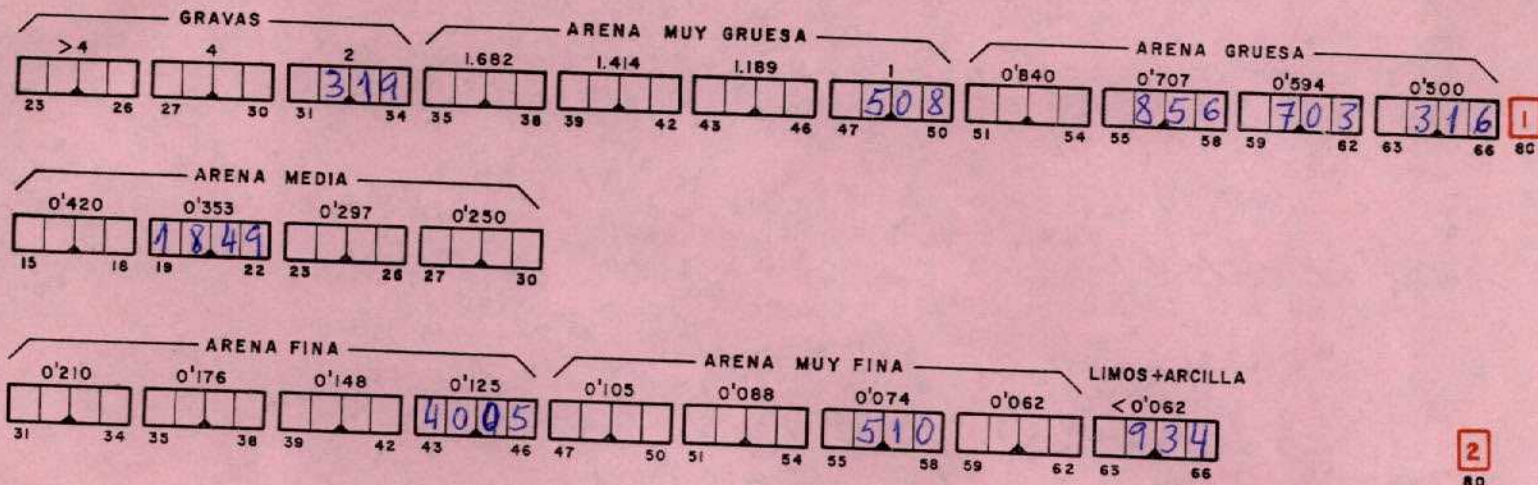 GRAVAS ARENA MUY GRUESA ARENA GRUESA
>4 4 2 1.682 1.414 1.189 1 0'840 0'707 0'594 0'500
319 508 856 703 316 1
23 26 27 30 31 34 35 38 39 42 43 46 47 50 51 54 55 58 59 62 63 66 80
ARENA MEDIA
0'420 0'353 0'297 0'250
1849
15 18 19 22 23 26 27 30
ARENA FINA ARENA MUY FINA LIMOS+ARCILLA
0'210 0'176 0'148 0'125 0'105 0'088 0'074 0'062 <0'062
4005 510 934
31 34 35 38 39 42 43 46 47 50 51 54 55 58 59 62 63 66
2
80